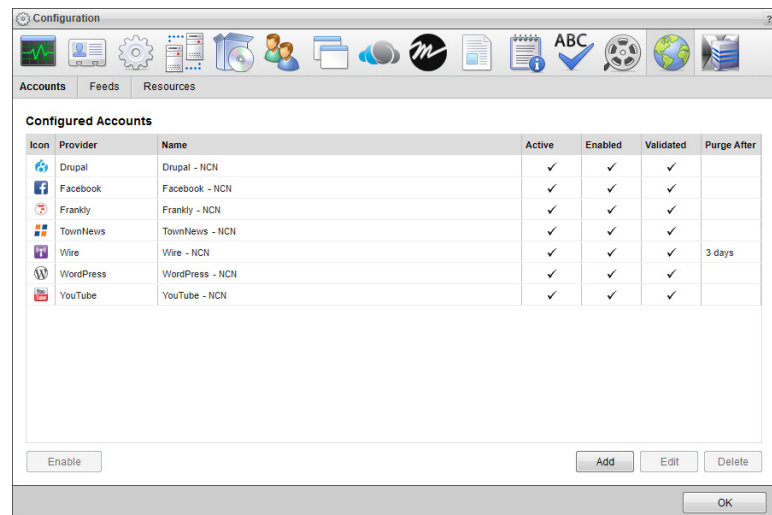 Configuration ?
ABC
Accounts Feeds Resources
Configured Accounts
Icon Provider Name Active Enabled Validated Purge After
Drupal Drupal - NCN ✓ ✓ ✓
Facebook Facebook - NCN ✓ ✓ ✓
Frankly Frankly - NCN ✓ ✓ ✓
TownNews TownNews - NCN ✓ ✓ ✓
Wire Wire - NCN ✓ ✓ ✓ 3 days
WordPress WordPress - NCN ✓ ✓ ✓
You Tube YouTube YouTube - NCN ✓ ✓ ✓
Enable Add Edit Delete
OK